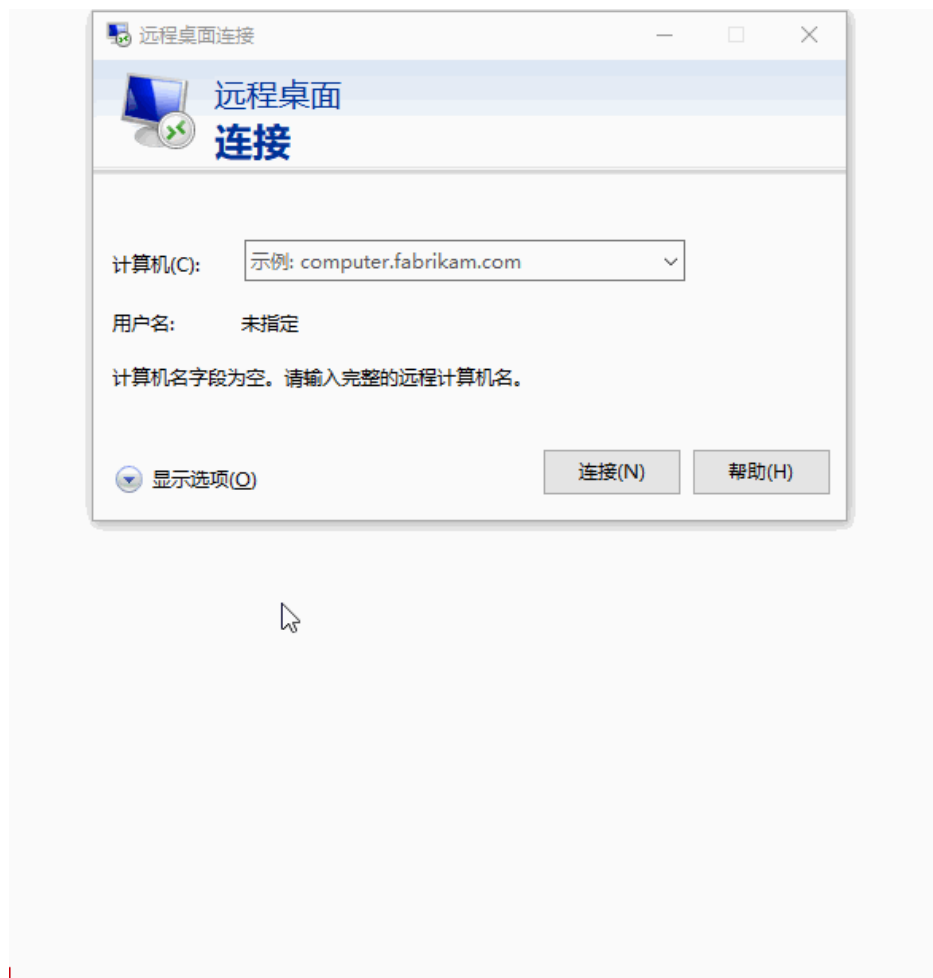 远程桌面连接
远程桌面
连接
计算机(C): 示例: computer.fabrikam.com
用户名: 未指定
计算机名字段为空。请输入完整的远程计算机名。
显示选项(O) 连接(N) 帮助(H)